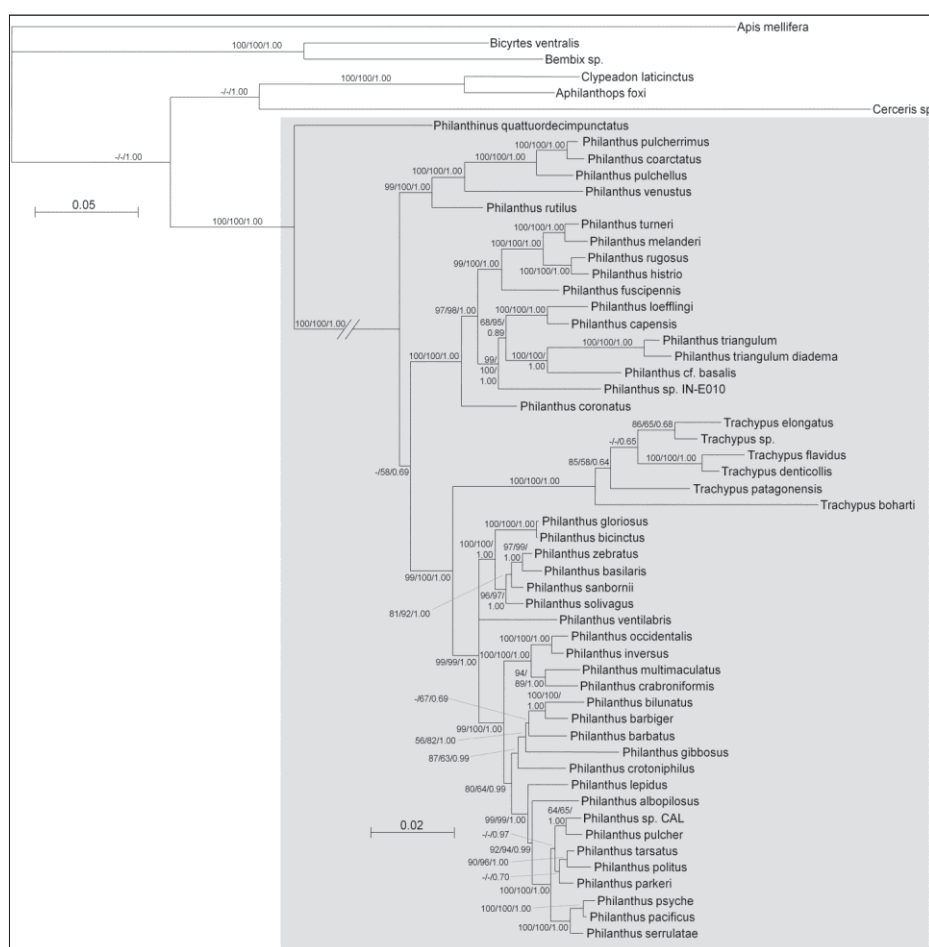 Apis mellifera
100/100/1.00
Bicyrtes ventralis
Bembix sp.
100/100/1.00
Clypeadon laticinctus
-/-/1.00
Aphilanthops foxi
Cerceris sp
Philanthinus quattuordecimpunctatus
100/100/1.00
Philanthus pulcherrimus
-/-/1.00
100/100/1.00
Philanthus coarctatus
100/100/1.00
Philanthus pulchellus
99/100/1.00
Philanthus venustus
0.05
Philanthus rutilus
100/100/1.00
100/100/1.00
Philanthus turneri
100/100/1.00
Philanthus melanderi
99/100/1.00
Philanthus rugosus
100/100/1.00
Philanthus histrio
Philanthus fuscipennis
97/98/1.00
68/95/
0.89
100/100/1.00
Philanthus loefflingi
100/100/1.00
Philanthus capensis
100/100/1.00
Philanthus triangulum
100/100/1.00
99/
100/
1.00
100/100/
1.00
Philanthus triangulum diadema
Philanthus cf. basalis
Philanthus sp. IN-E010
Philanthus coronatus
86/65/0.68
Trachypus elongatus
-/-/0.65
Trachypus sp.
-/58/0.69
85/58/0.64
100/100/1.00
Trachypus flavidus
Trachypus denticollis
100/100/1.00
Trachypus patagonensis
Trachypus boharti
100/100/1.00
Philanthus gloriosus
Philanthus bicinctus
100/100/
1.00
97/99/
1.00
Philanthus zebratus
99/100/1.00
Philanthus basilaris
96/97/
1.00
Philanthus sanbornii
81/92/1.00
Philanthus solivagus
Philanthus ventilabris
100/100/1.00
Philanthus occidentalis
99/99/1.00
100/100/1.00
Philanthus inversus
94/
89/1.00
Philanthus multimaculatus
Philanthus crabroniformis
-/67/0.69
100/100/
1.00
Philanthus bilunatus
Philanthus barbiger
99/100/1.00
56/82/1.00
Philanthus barbatus
87/63/0.99
Philanthus gibbosus
Philanthus crotoniphilus
80/64/0.99
Philanthus lepidus
Philanthus albopilosus
99/99/1.00
64/65/
1.00
Philanthus sp. CAL
0.02
-/-/0.97
Philanthus pulcher
92/94/0.99
Philanthus tarsatus
90/96/1.00
Philanthus politus
-/-/0.70
Philanthus parkeri
100/100/1.00
Philanthus psyche
100/100/1.00
Philanthus pacificus
100/100/1.00
Philanthus serrulatae